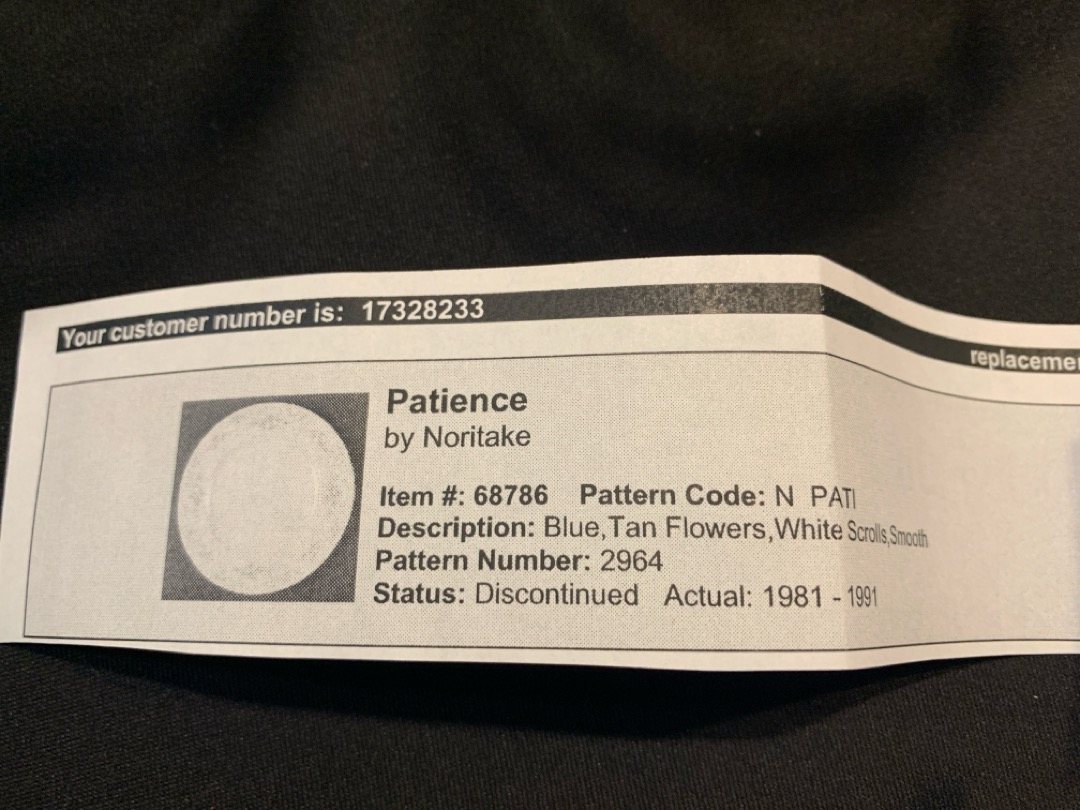 Your customer number is: 17328233
Patience
by Noritake
Item #: 68786 Pattern Code: N PATI
Description: Blue,Tan Flowers,White Scrolls,Smooth
Pattern Number: 2964
Status: Discontinued Actual: 1981 - 1991